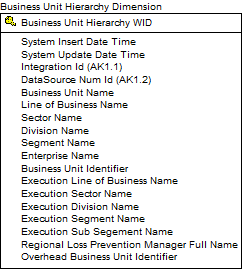 Business Unit Hierarchy Dimension
Business Unit Hierarchy WID
System Insert Date Time
System Update Date Time
Integration Id (AK1.1)
DataSource Num Id (AK1.2)
Business Unit Name
Line of Business Name
Sector Name
Division Name
Segment Name
Enterprise Name
Business Unit Identifier
Execution Line of Business Name
Execution Sector Name
Execution Division Name
Execution Segment Name
Execution Sub Segement Name
Regional Loss Prevention Manager Full Name
Overhead Business Unit Identifier